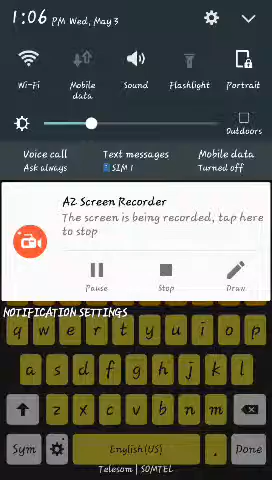 1:06 PM Wed, May 3
Wi-Fi Mobile data Sound Flashlight Portrait
Outdoors
Voice call Text messages Mobile data
Ask always SIM 1 Turned off
AZ Screen Recorder
The screen is being recorded, tap here
to stop
Pause Stop Draw
NOTIFICATION SETTINGS
q w e r t y u i o p
a s d f g h j k l
z x c v b n m
Sym English(US) . Done
Telesom | SOMTEL